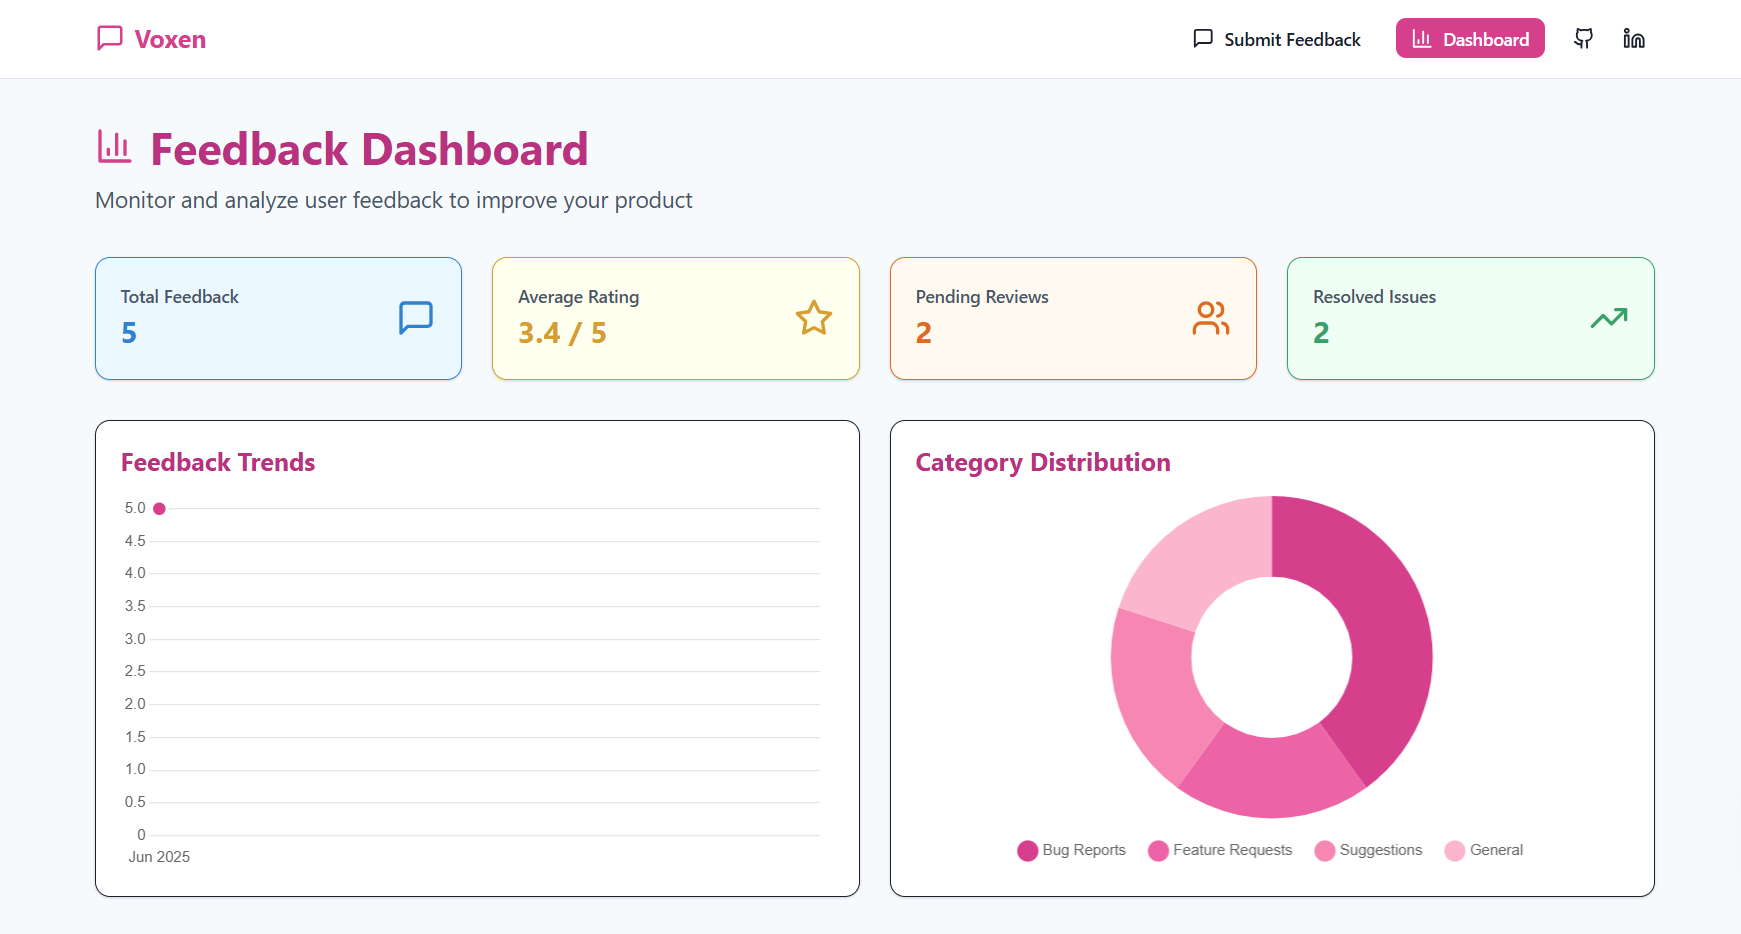 Voxen
Submit Feedback
Dashboard
Feedback Dashboard
Monitor and analyze user feedback to improve your product
Total Feedback
5
Average Rating
3.4 / 5
Pending Reviews
2
Resolved Issues
2
Feedback Trends
5.0
4.5
4.0
3.5
3.0
2.5
2.0
1.5
1.0
0.5
0
Jun 2025
Category Distribution
Bug Reports
Feature Requests
Suggestions
General